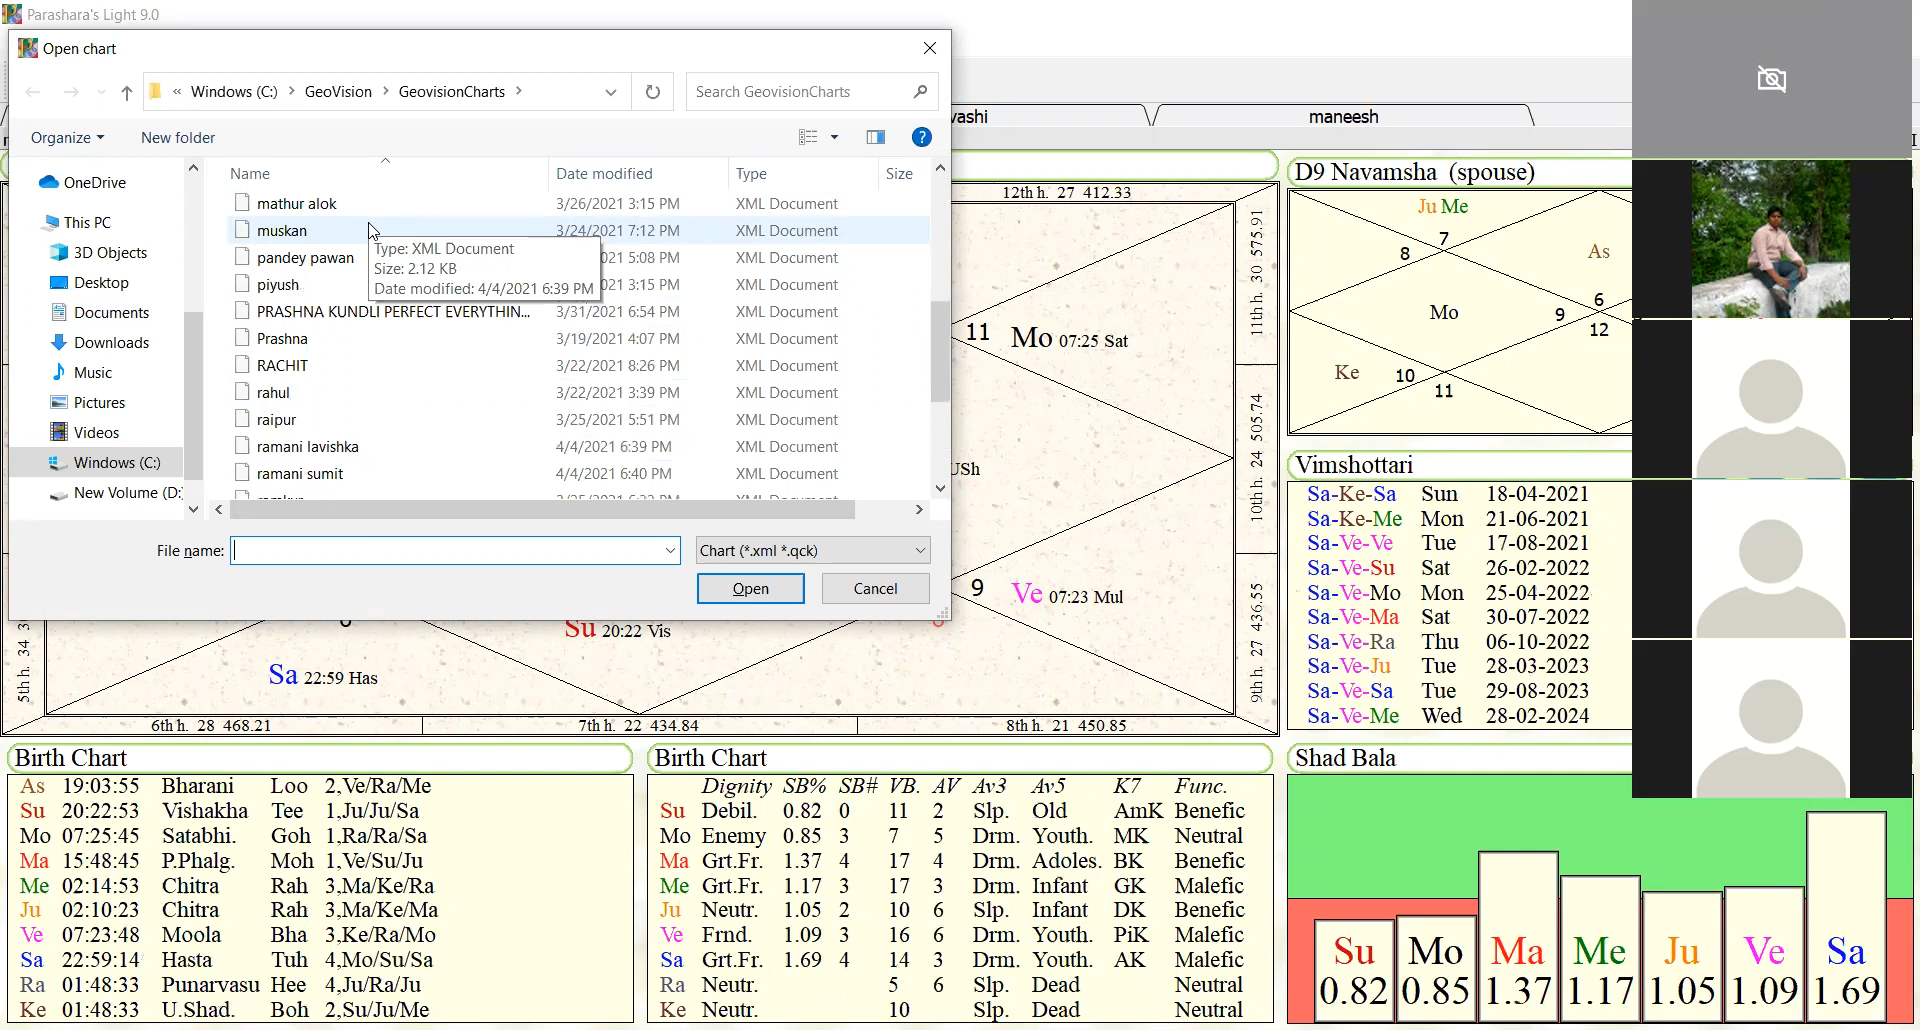 Parashara's Light 9.0
Open chart
« Windows (C:) > GeoVision > GeovisionCharts >
Search GeovisionCharts
Organize
New folder
vashi
maneesh
Name
Date modified
Type
Size
OneDrive
This PC
3D Objects
Desktop
Documents
Downloads
Music
Pictures
Videos
Windows (C:)
New Volume (D:)
mathur alok 3/26/2021 3:15 PM XML Document
muskan 3/24/2021 7:12 PM XML Document
pandey pawan 021 5:08 PM XML Document
piyush 021 3:15 PM XML Document
PRASHNA KUNDLI PERFECT EVERYTHIN... 3/31/2021 6:54 PM XML Document
Prashna 3/19/2021 4:07 PM XML Document
RACHIT 3/22/2021 8:26 PM XML Document
rahul 3/22/2021 3:39 PM XML Document
raipur 3/25/2021 5:51 PM XML Document
ramani lavishka 4/4/2021 6:39 PM XML Document
ramani sumit 4/4/2021 6:40 PM XML Document
Type: XML Document
Size: 2.12 KB
Date modified: 4/4/2021 6:39 PM
File name:
Chart (*.xml *.qck)
Open
Cancel
12th h. 27 412.33
11th h. 30 575.91
10th h. 24 505.74
9th h. 27 436.55
11 Mo 07:25 Sat
USh
9 Ve 07:23 Mul
Su 20:22 Vis
Sa 22:59 Has
5th h. 34
6th h. 28 468.21
7th h. 22 434.84
8th h. 21 450.85
D9 Navamsha (spouse)
Ju Me
7
8
As
Mo
6
9
12
Ke
10
11
Vimshottari
Sa-Ke-Sa Sun 18-04-2021
Sa-Ke-Me Mon 21-06-2021
Sa-Ve-Ve Tue 17-08-2021
Sa-Ve-Su Sat 26-02-2022
Sa-Ve-Mo Mon 25-04-2022
Sa-Ve-Ma Sat 30-07-2022
Sa-Ve-Ra Thu 06-10-2022
Sa-Ve-Ju Tue 28-03-2023
Sa-Ve-Sa Tue 29-08-2023
Sa-Ve-Me Wed 28-02-2024
Birth Chart
As 19:03:55 Bharani Loo 2,Ve/Ra/Me
Su 20:22:53 Vishakha Tee 1,Ju/Ju/Sa
Mo 07:25:45 Satabhi. Goh 1,Ra/Ra/Sa
Ma 15:48:45 P.Phalg. Moh 1,Ve/Su/Ju
Me 02:14:53 Chitra Rah 3,Ma/Ke/Ra
Ju 02:10:23 Chitra Rah 3,Ma/Ke/Ma
Ve 07:23:48 Moola Bha 3,Ke/Ra/Mo
Sa 22:59:14 Hasta Tuh 4,Mo/Su/Sa
Ra 01:48:33 Punarvasu Hee 4,Ju/Ra/Ju
Ke 01:48:33 U.Shad. Boh 2,Su/Ju/Me
Birth Chart
Dignity SB% SB# VB. AV Av3 Av5 K7 Func.
Su Debil. 0.82 0 11 2 Slp. Old AmK Benefic
Mo Enemy 0.85 3 7 5 Drm. Youth. MK Neutral
Ma Grt.Fr. 1.37 4 17 4 Drm. Adoles. BK Benefic
Me Grt.Fr. 1.17 3 17 3 Drm. Infant GK Malefic
Ju Neutr. 1.05 2 10 6 Slp. Infant DK Benefic
Ve Frnd. 1.09 3 16 6 Drm. Youth. PiK Malefic
Sa Grt.Fr. 1.69 4 14 3 Drm. Youth. AK Malefic
Ra Neutr. 5 6 Slp. Dead Neutral
Ke Neutr. 10 Slp. Dead Neutral
Shad Bala
Su Mo Ma Me Ju Ve Sa
0.82 0.85 1.37 1.17 1.05 1.09 1.69